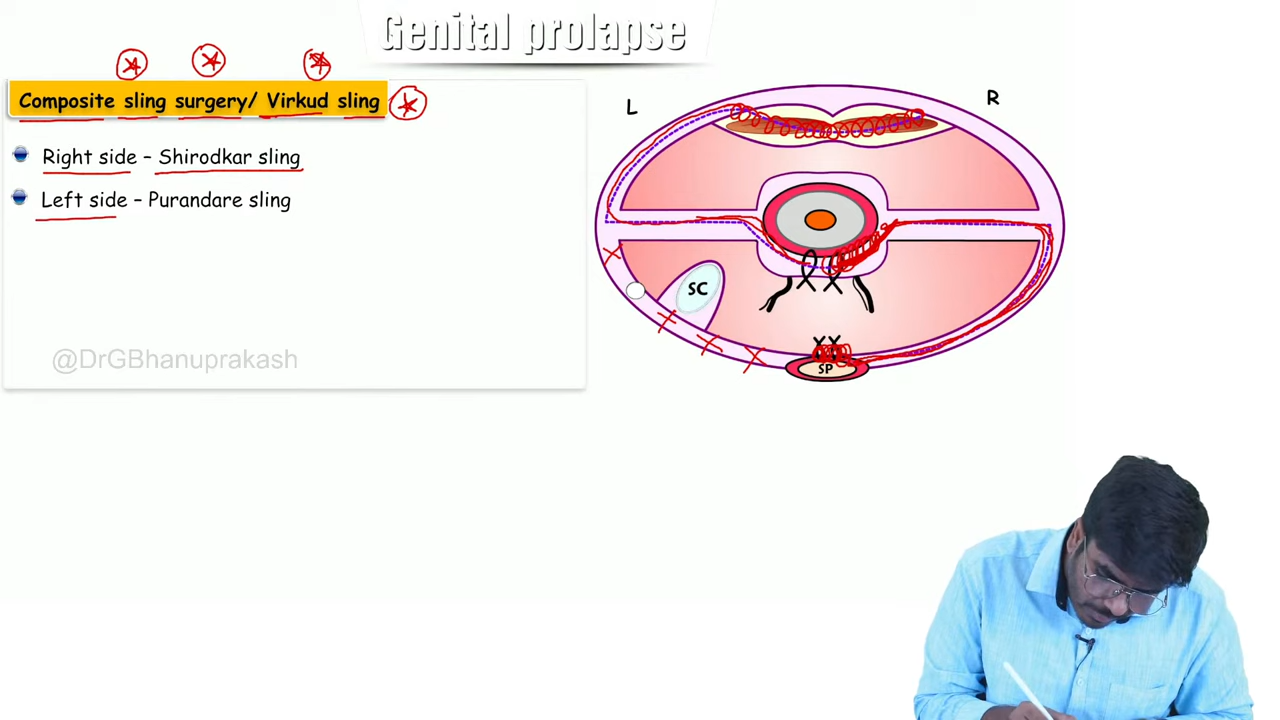 Genital prolapse
Composite sling surgery/ Virkud sling
Right side – Shirodkar sling
Left side – Purandare sling
@DrGBhanuprakash
L
R
SC
SP